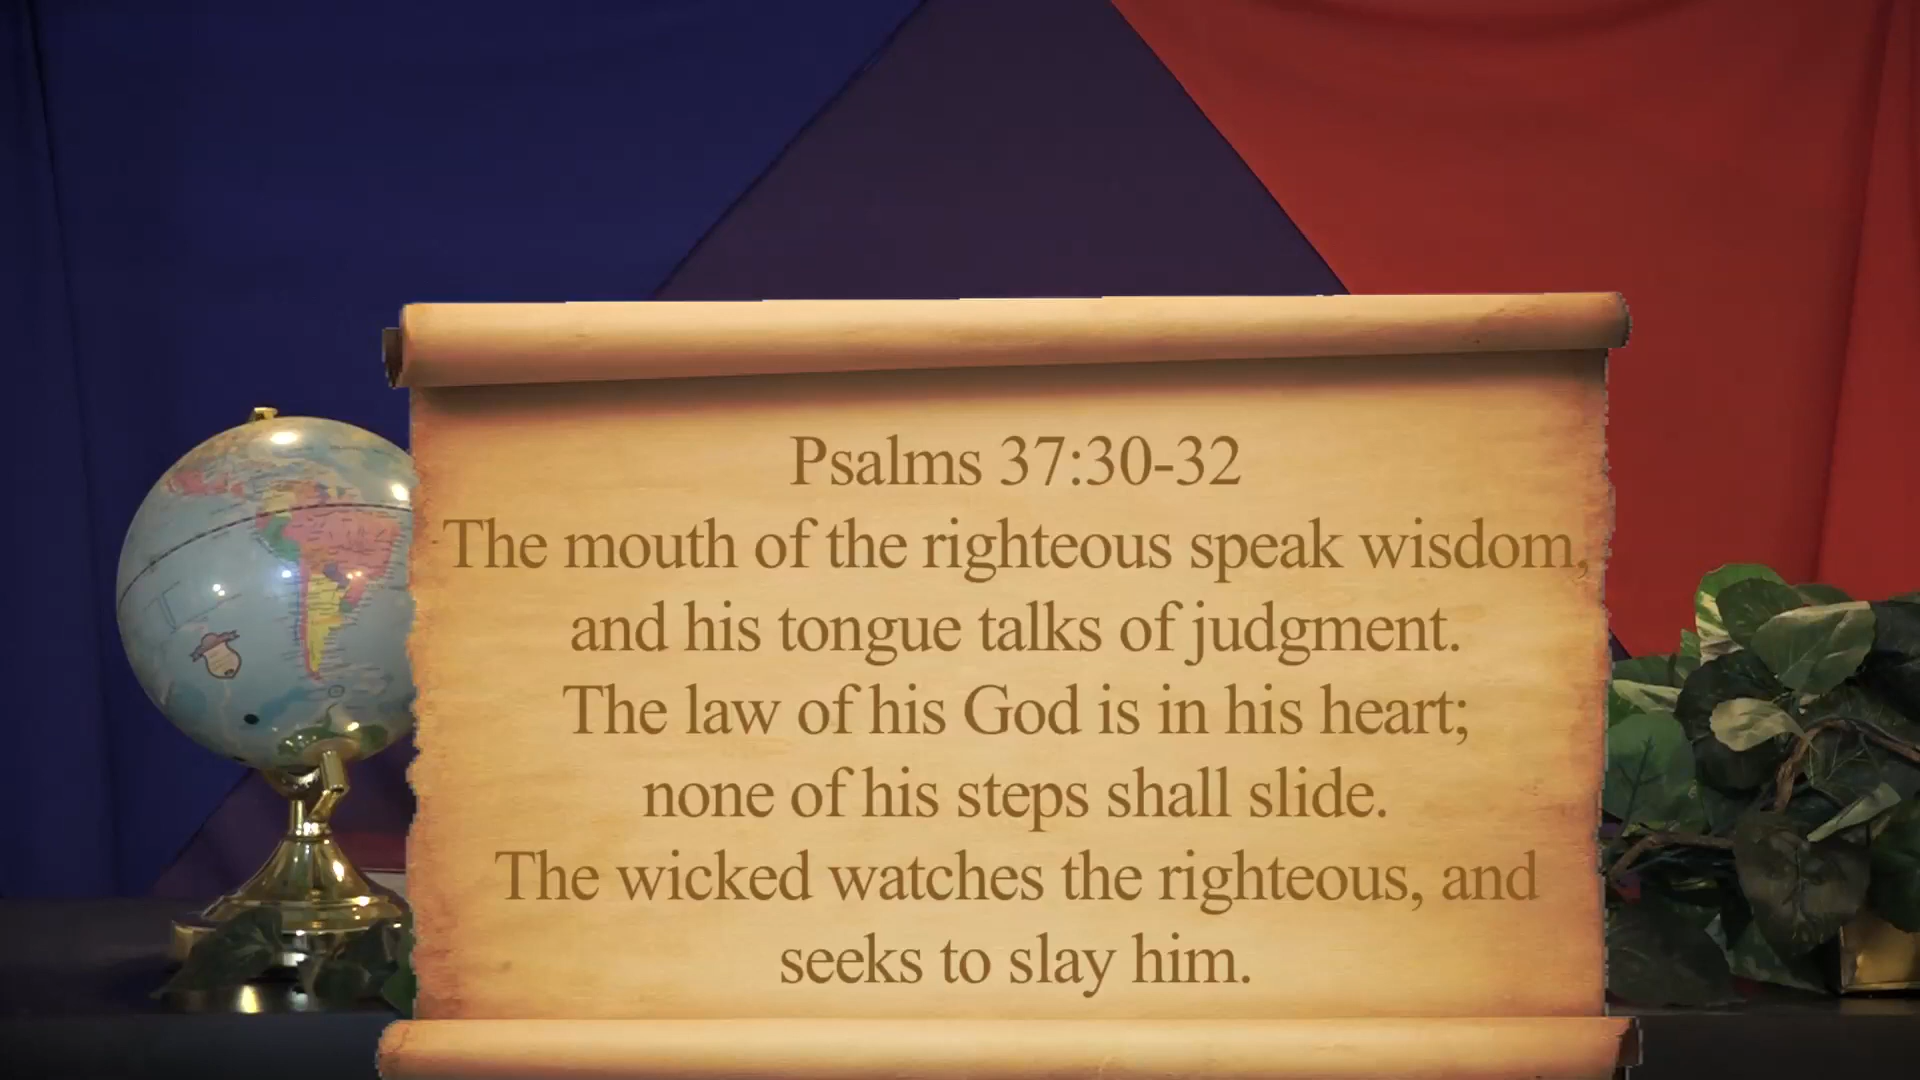 Psalms 37:30-32
The mouth of the righteous speak wisdom,
and his tongue talks of judgment.
The law of his God is in his heart;
none of his steps shall slide.
The wicked watches the righteous, and
seeks to slay him.